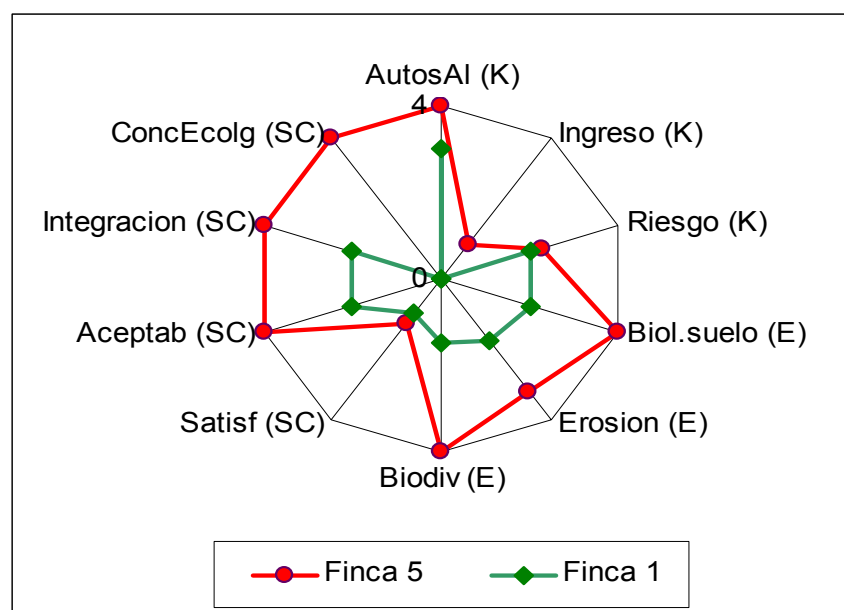 AutosAl (K)
4
ConcEcolg (SC)
Ingreso (K)
Integracion (SC)
Riesgo (K)
0
Aceptab (SC)
Biol.suelo (E)
Satisf (SC)
Erosion (E)
Biodiv (E)
Finca 5
Finca 1